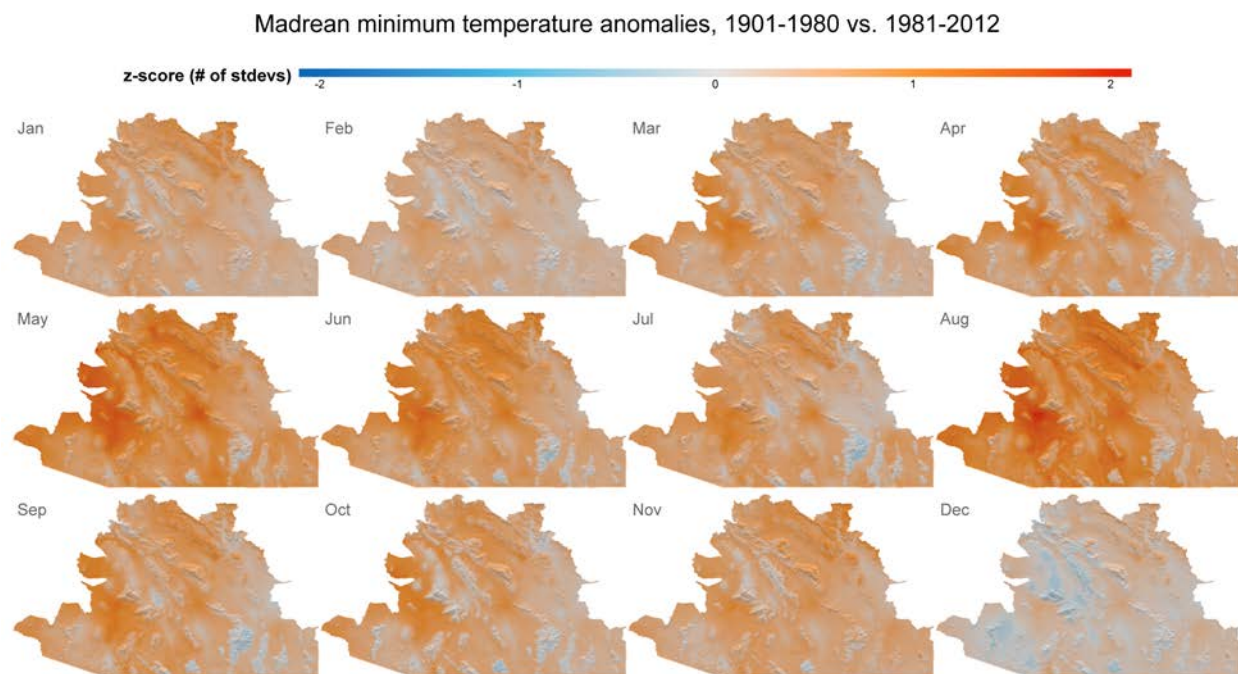 Madrean minimum temperature anomalies, 1901-1980 vs. 1981-2012
z-score (# of stdevs)
-2 -1 0 1 2
Jan Feb Mar Apr
May Jun Jul Aug
Sep Oct Nov Dec